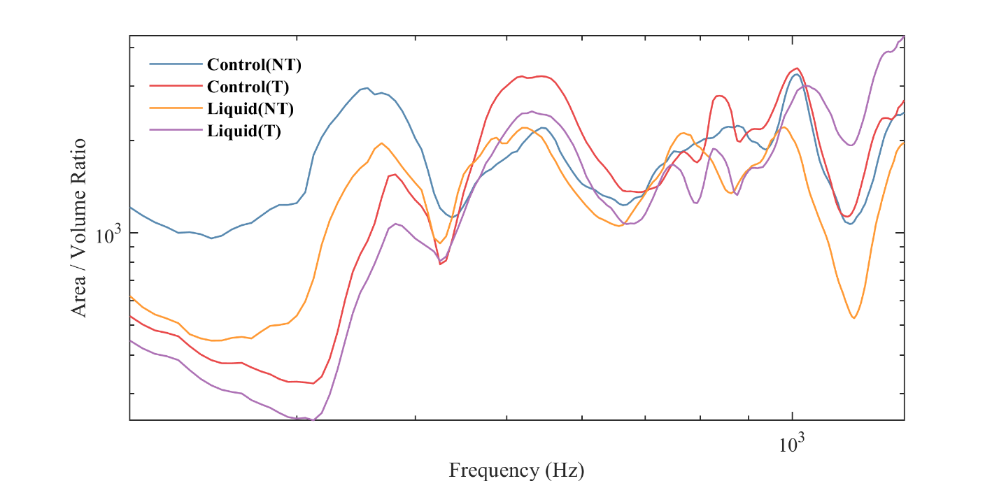 Control(NT)
Control(T)
Liquid(NT)
Liquid(T)
Area / Volume Ratio
10^3
10^3
Frequency (Hz)